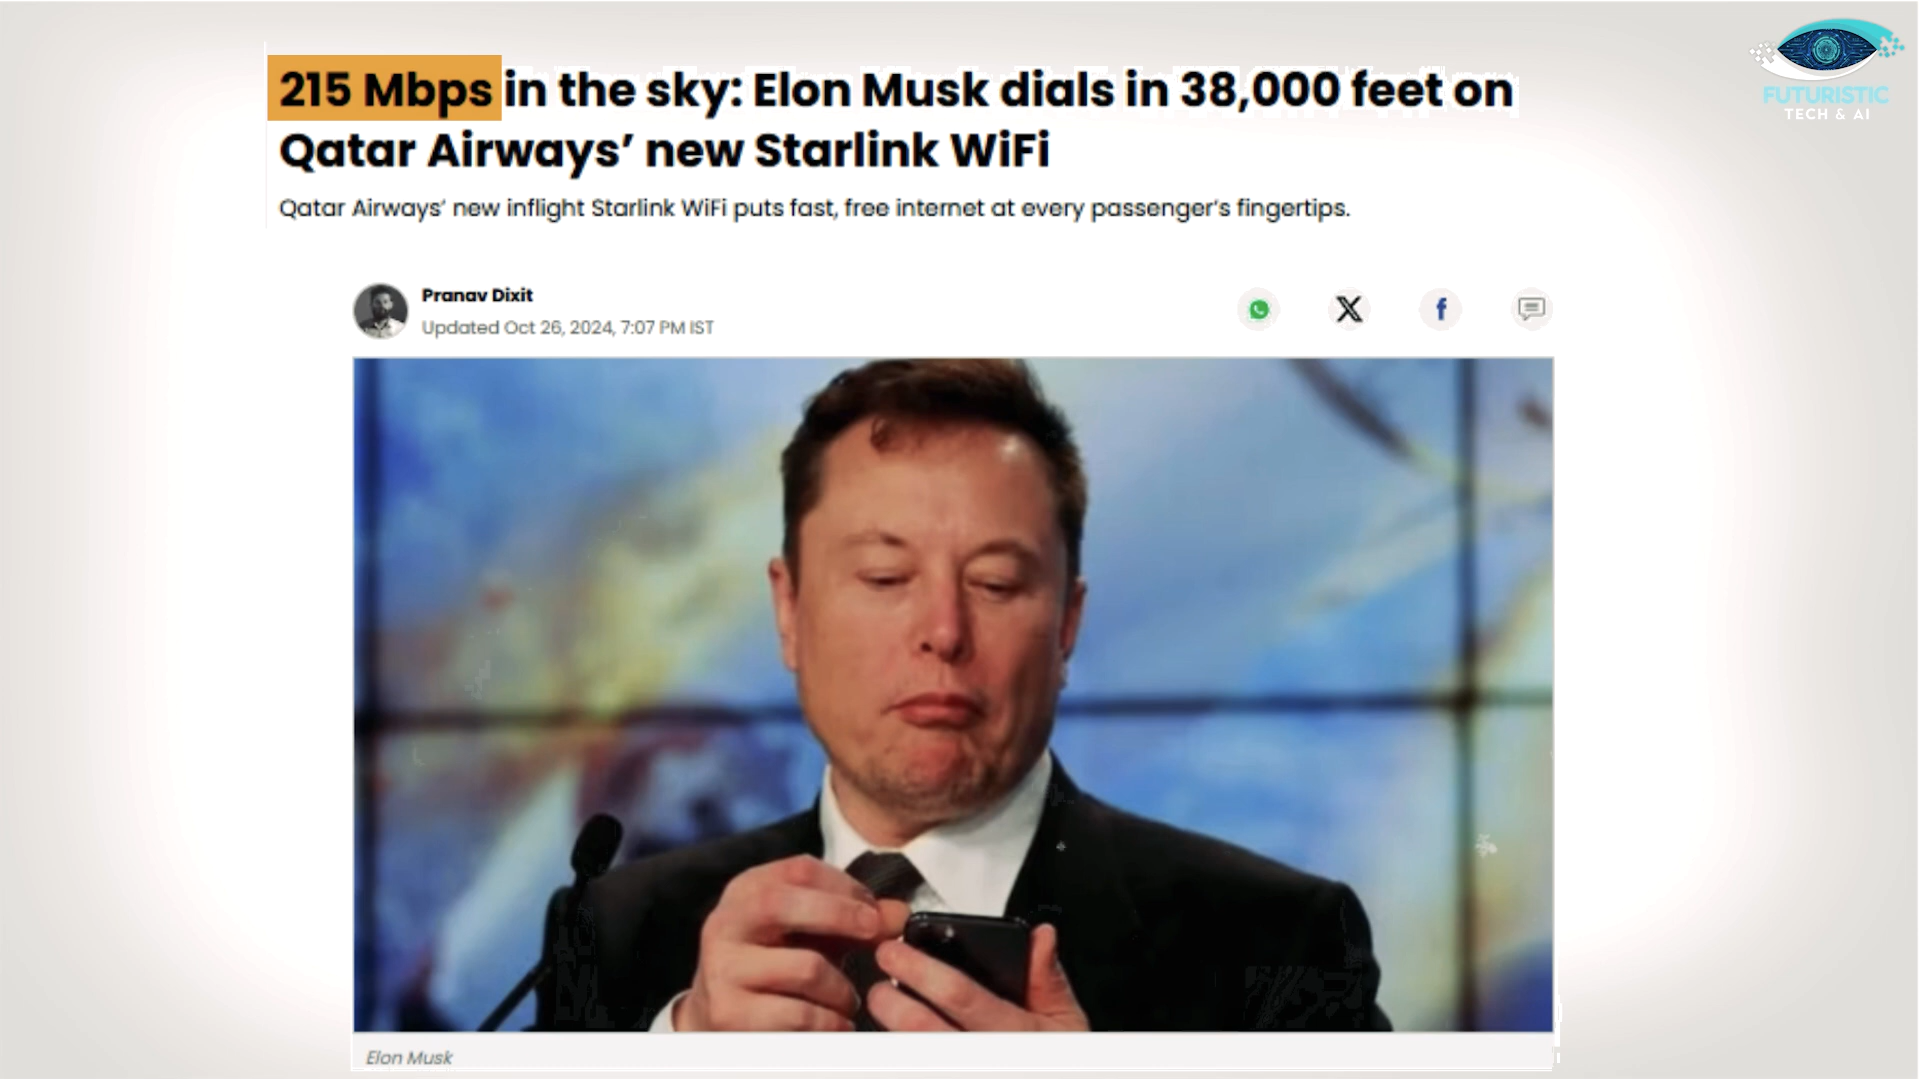 215 Mbps in the sky: Elon Musk dials in 38,000 feet on
Qatar Airways’ new Starlink WiFi
Qatar Airways’ new inflight Starlink WiFi puts fast, free internet at every passenger’s fingertips.
Pranav Dixit
Updated Oct 26, 2024, 7:07 PM IST
Elon Musk
FUTURISTIC
TECH & AI